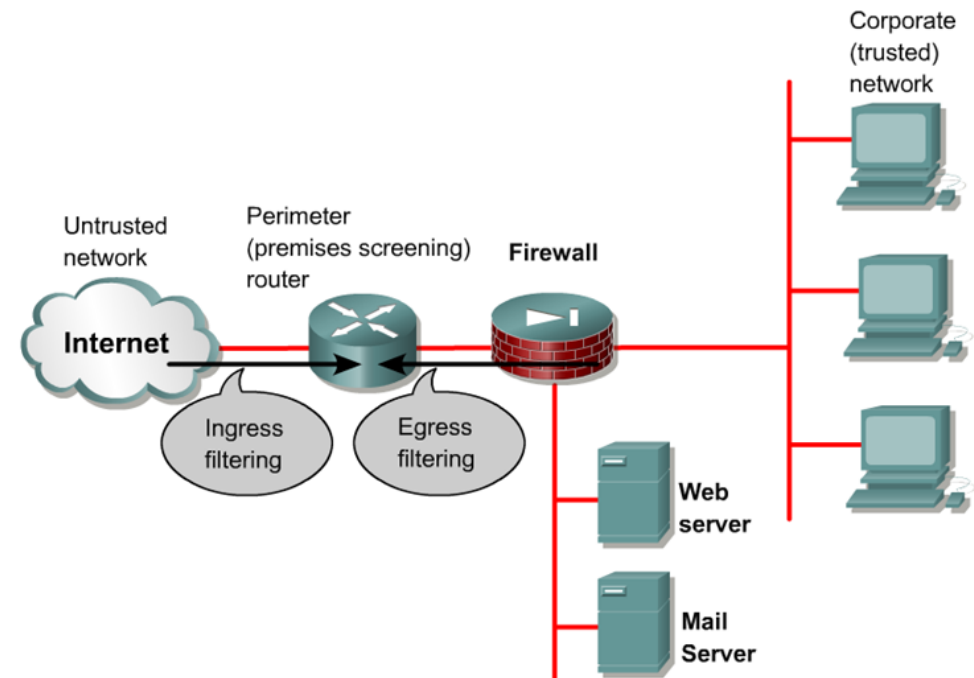 Corporate
(trusted)
network
Untrusted
network
Perimeter
(premises screening)
router
Firewall
Internet
Ingress
filtering
Egress
filtering
Web
server
Mail
Server